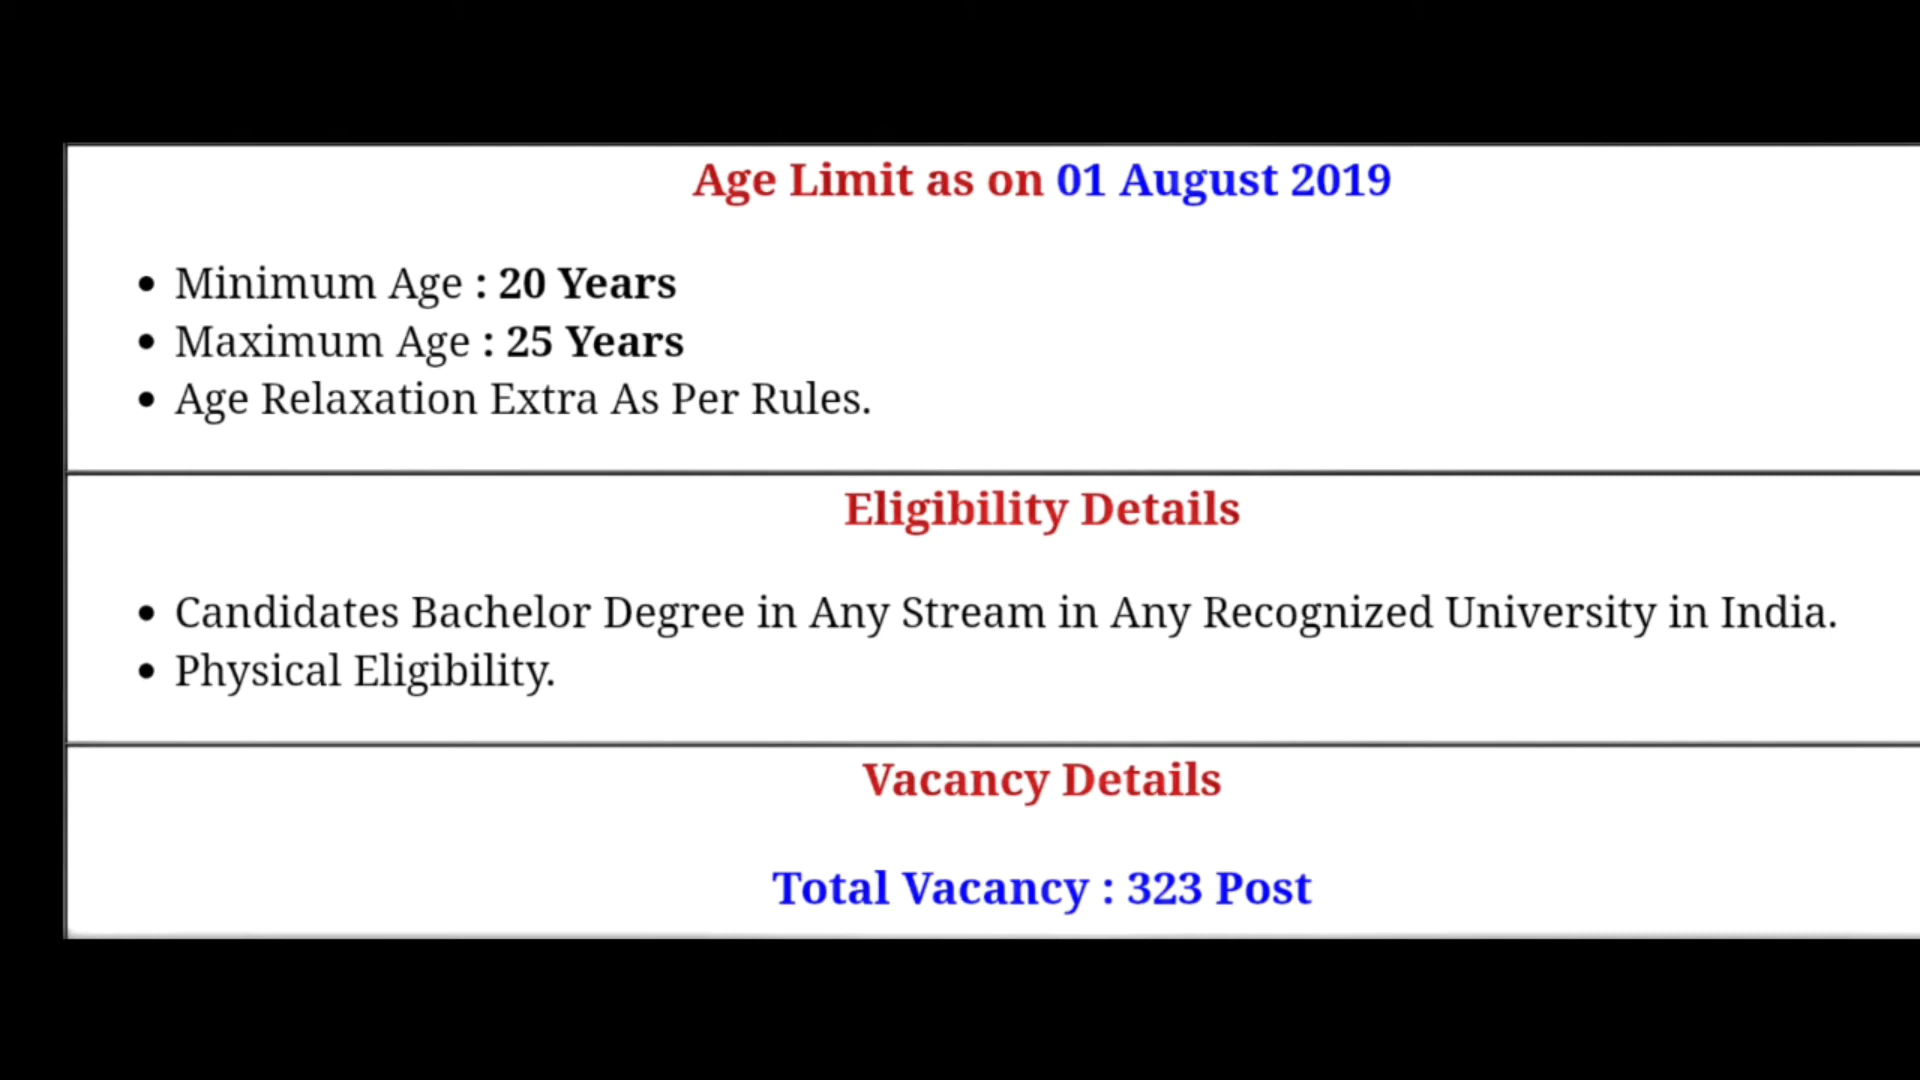 Age Limit as on 01 August 2019
• Minimum Age : 20 Years
• Maximum Age : 25 Years
• Age Relaxation Extra As Per Rules.
Eligibility Details
• Candidates Bachelor Degree in Any Stream in Any Recognized University in India.
• Physical Eligibility.
Vacancy Details
Total Vacancy : 323 Post